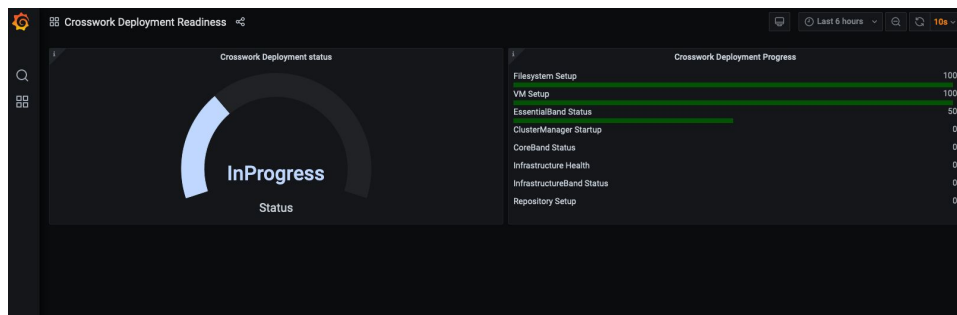 Crosswork Deployment Readiness
Last 6 hours
10s
i
Crosswork Deployment status
InProgress
Status
i
Crosswork Deployment Progress
Filesystem Setup 100
VM Setup 100
EssentialBand Status 50
ClusterManager Startup 0
CoreBand Status 0
Infrastructure Health 0
InfrastructureBand Status 0
Repository Setup 0